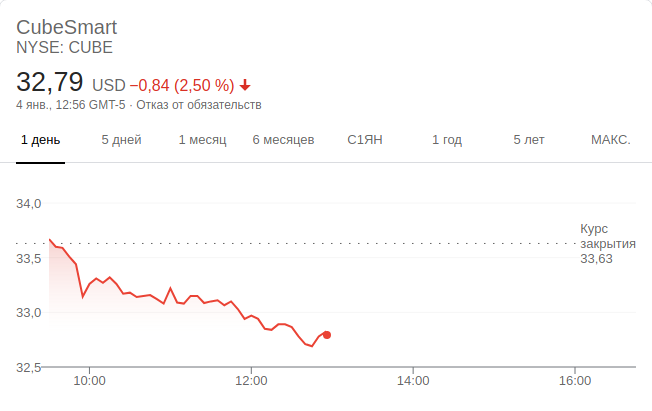 CubeSmart
NYSE: CUBE
32,79 USD −0,84 (2,50 %)
4 янв., 12:56 GMT-5 · Отказ от обязательств
1 день 5 дней 1 месяц 6 месяцев С1ЯН 1 год 5 лет МАКС.
34,0
Курс
закрытия
33,63
33,5
33,0
32,5
10:00 12:00 14:00 16:00